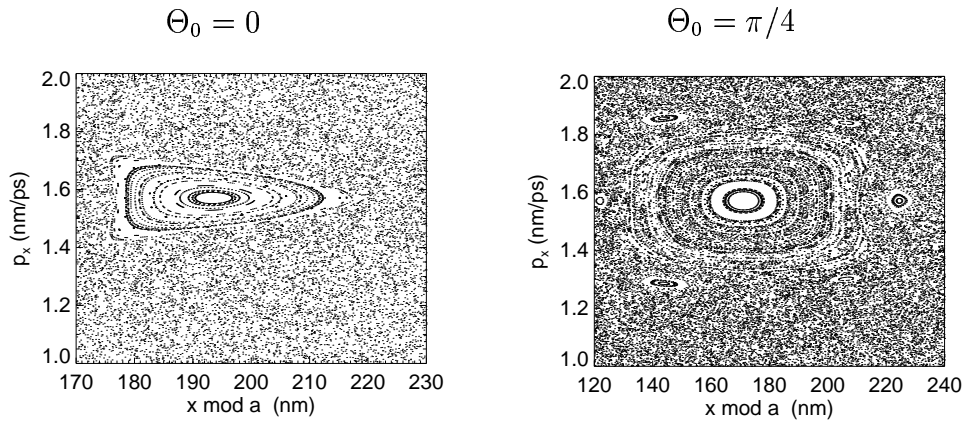 Θ₀ = 0
Θ₀ = π/4
2.0
1.8
1.6
1.4
1.2
1.0
pₓ (nm/ps)
170 180 190 200 210 220 230
x mod a (nm)
2.0
1.8
1.6
1.4
1.2
1.0
pₓ (nm/ps)
120 140 160 180 200 220 240
x mod a (nm)